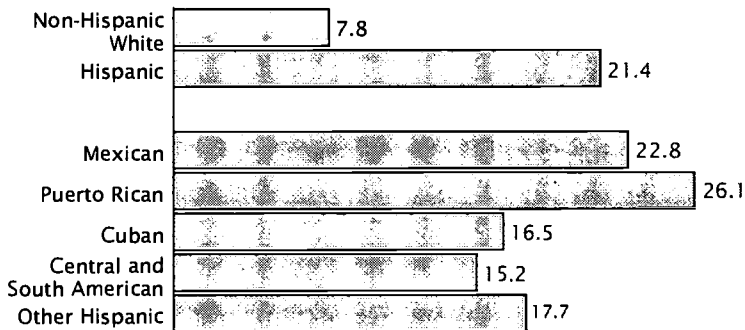 Non-Hispanic
White
7.8
Hispanic
21.4
Mexican
22.8
Puerto Rican
26.1
Cuban
16.5
Central and
South American
15.2
Other Hispanic
17.7